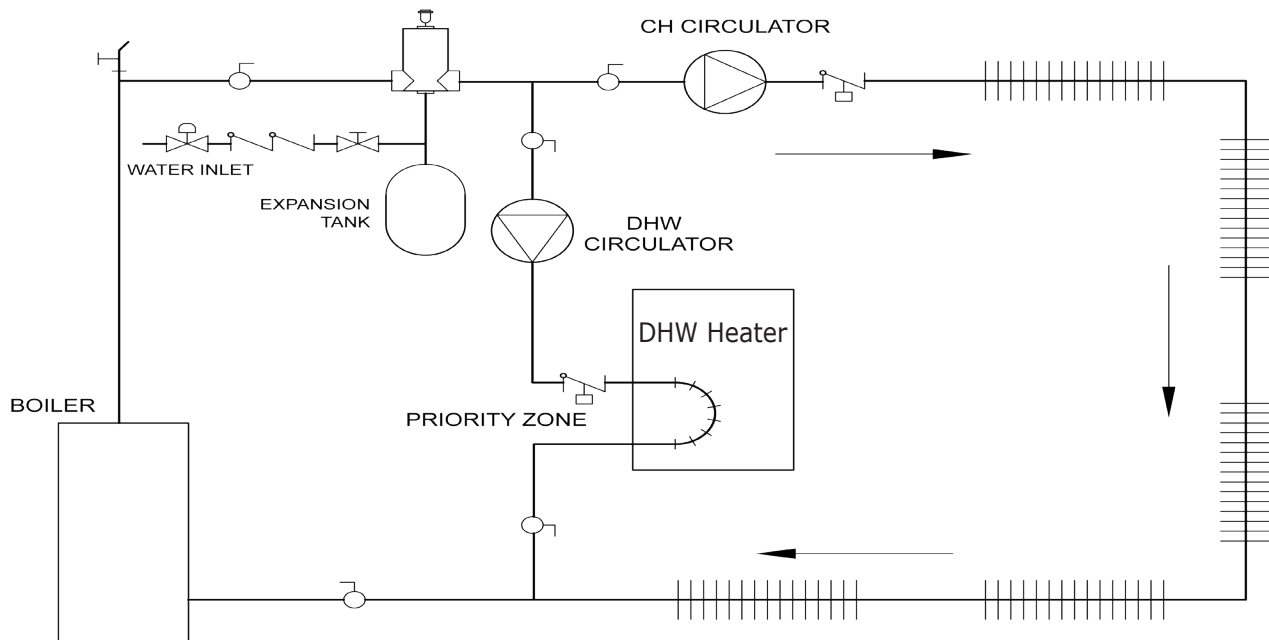 CH CIRCULATOR
WATER INLET
EXPANSION
TANK
DHW
CIRCULATOR
DHW Heater
BOILER
PRIORITY ZONE